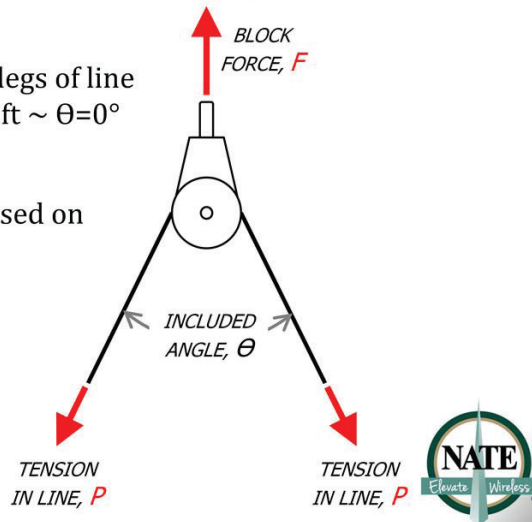 BLOCK
FORCE, F
legs of line
ft ~ Θ=0°
sed on
INCLUDED
ANGLE, Θ
TENSION
IN LINE, P
TENSION
IN LINE, P
NATE
Elevate Wireless